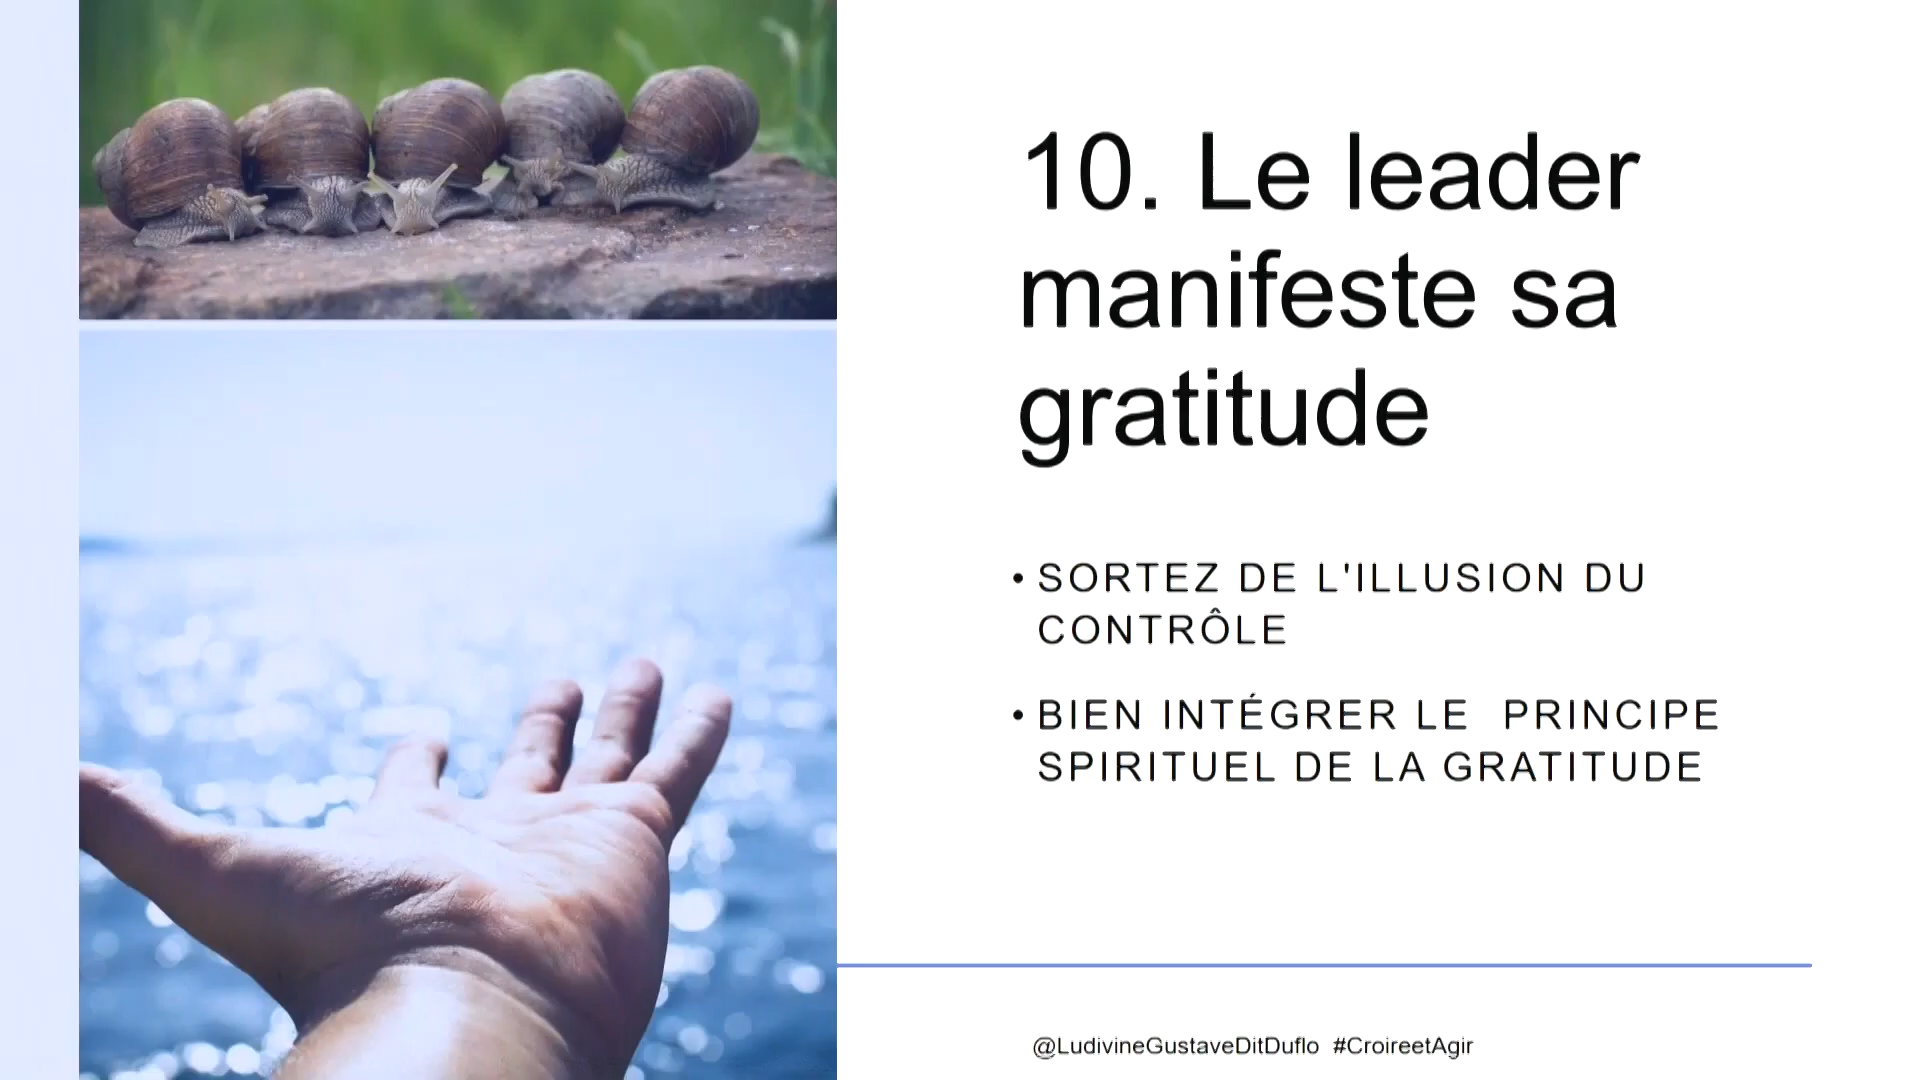 10. Le leader
manifeste sa
gratitude
• SORTEZ DE L'ILLUSION DU
CONTRÔLE
• BIEN INTÉGRER LE  PRINCIPE
SPIRITUEL DE LA GRATITUDE
@LudivineGustaveDitDuflo  #CroireetAgir